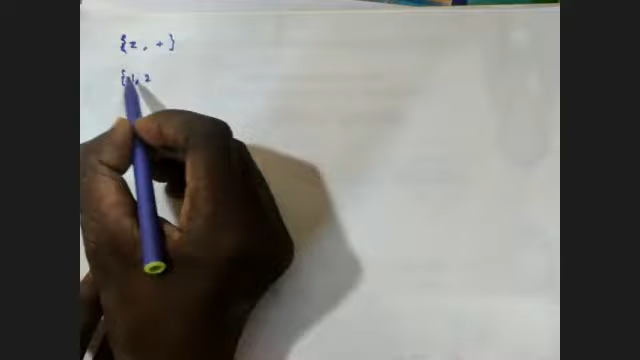 {z, +}
{1, 2